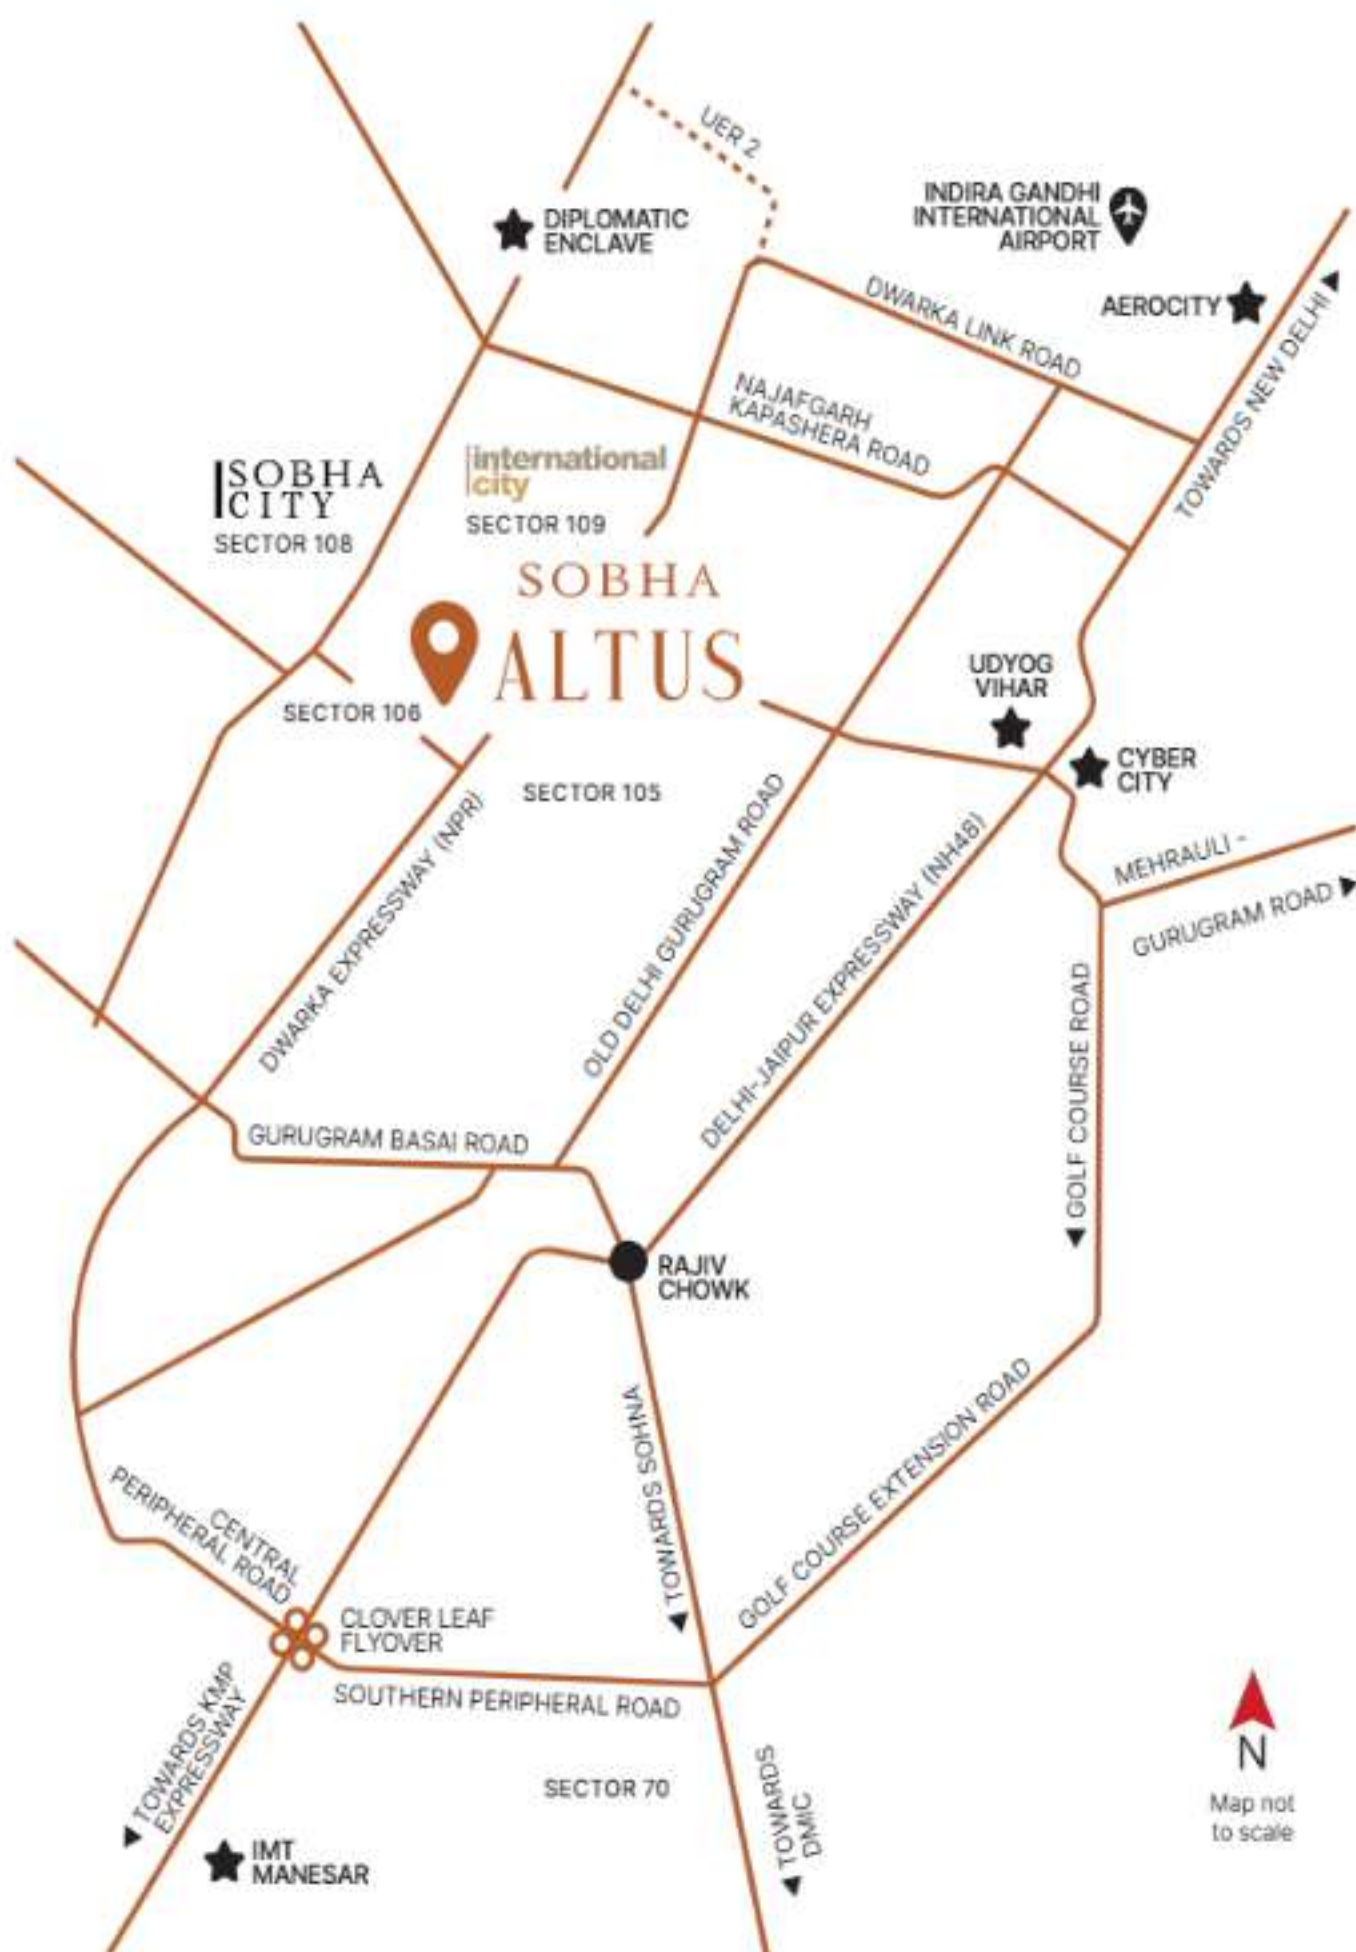 UER 2
INDIRA GANDHI
INTERNATIONAL
AIRPORT
DIPLOMATIC
ENCLAVE
AEROCITY
DWARKA LINK ROAD
TOWARDS NEW DELHI
NAJAFGARH
KAPASHERA ROAD
SOBHA
CITY
SECTOR 108
international
city
SECTOR 109
SOBHA
ALTUS
UDYOG
VIHAR
SECTOR 106
CYBER
CITY
SECTOR 105
DWARKA EXPRESSWAY (NPR)
OLD DELHI GURUGRAM ROAD
DELHI-JAIPUR EXPRESSWAY (NH48)
MEHRAULI -
GURUGRAM ROAD
GOLF COURSE ROAD
GURUGRAM BASAI ROAD
RAJIV
CHOWK
TOWARDS SOHNA
GOLF COURSE EXTENSION ROAD
CENTRAL
PERIPHERAL ROAD
CLOVER LEAF
FLYOVER
SOUTHERN PERIPHERAL ROAD
TOWARDS KMP
EXPRESSWAY
SECTOR 70
TOWARDS
DMIC
IMT
MANESAR
N
Map not
to scale